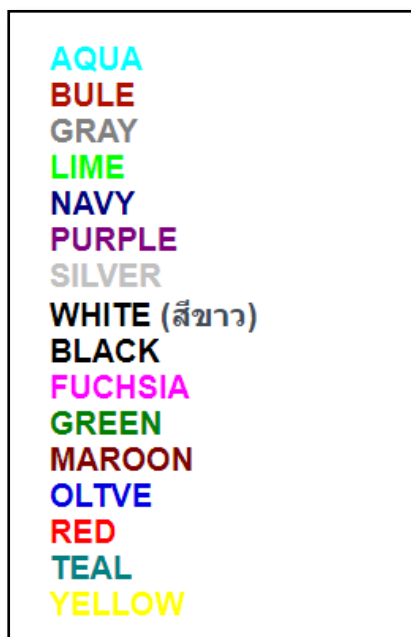 AQUA
BULE
GRAY
LIME
NAVY
PURPLE
SILVER
WHITE (สีขาว)
BLACK
FUCHSIA
GREEN
MAROON
OLTVE
RED
TEAL
YELLOW